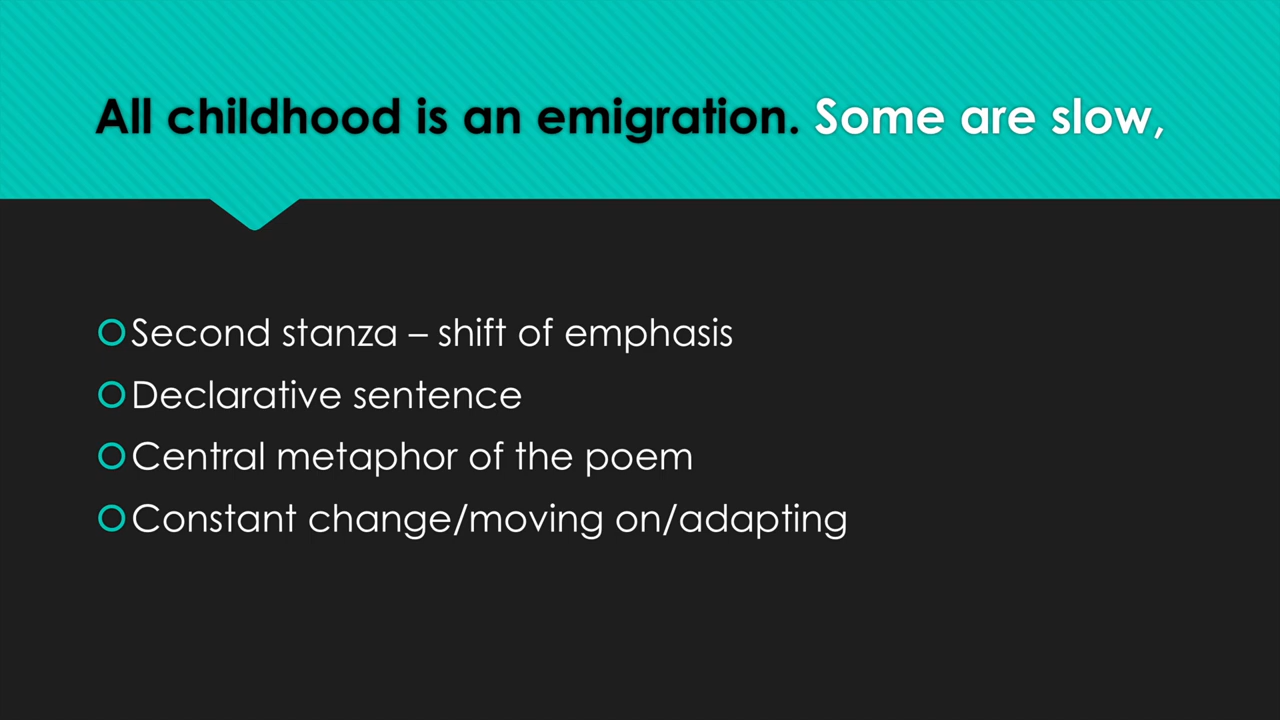 All childhood is an emigration. Some are slow,
Second stanza – shift of emphasis
Declarative sentence
Central metaphor of the poem
Constant change/moving on/adapting